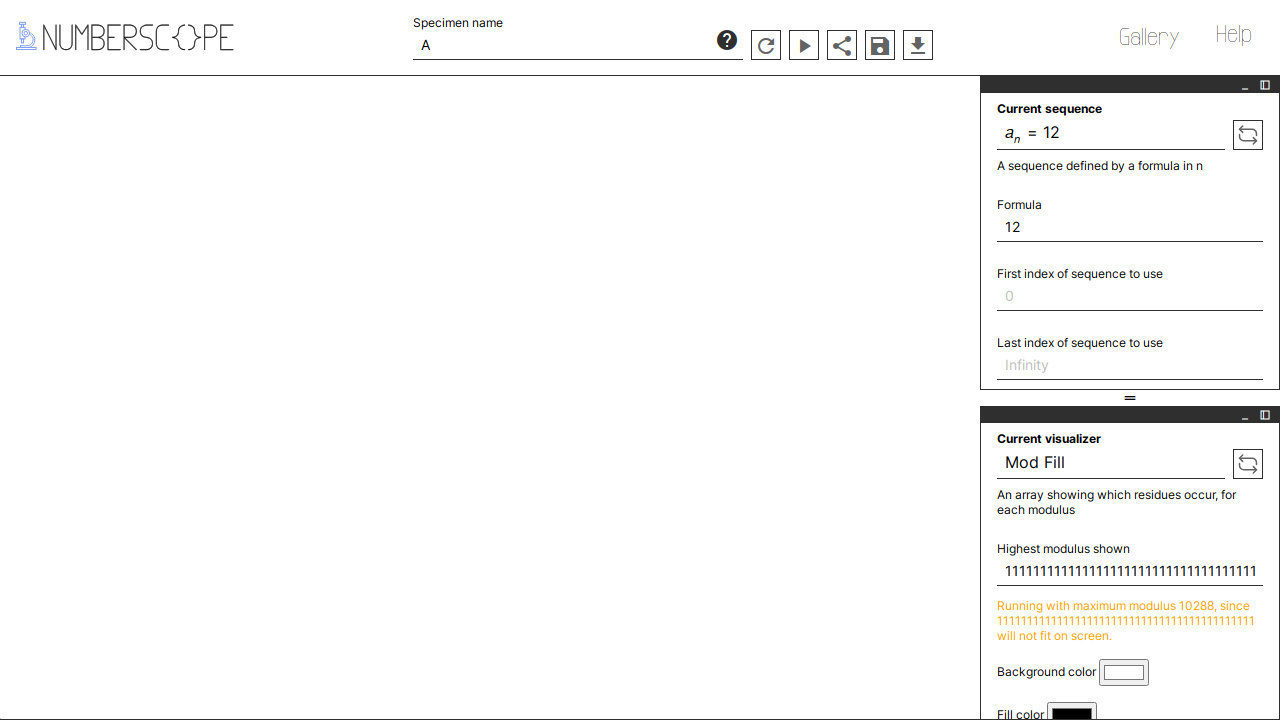 NUMBERSCOPE
Specimen name
A
Gallery
Help
Current sequence
aₙ = 12
A sequence defined by a formula in n
Formula
12
First index of sequence to use
0
Last index of sequence to use
Infinity
Current visualizer
Mod Fill
An array showing which residues occur, for
each modulus
Highest modulus shown
111111111111111111111111111111111111
Running with maximum modulus 10288, since
1111111111111111111111111111111111111111111
will not fit on screen.
Background color
Fill color